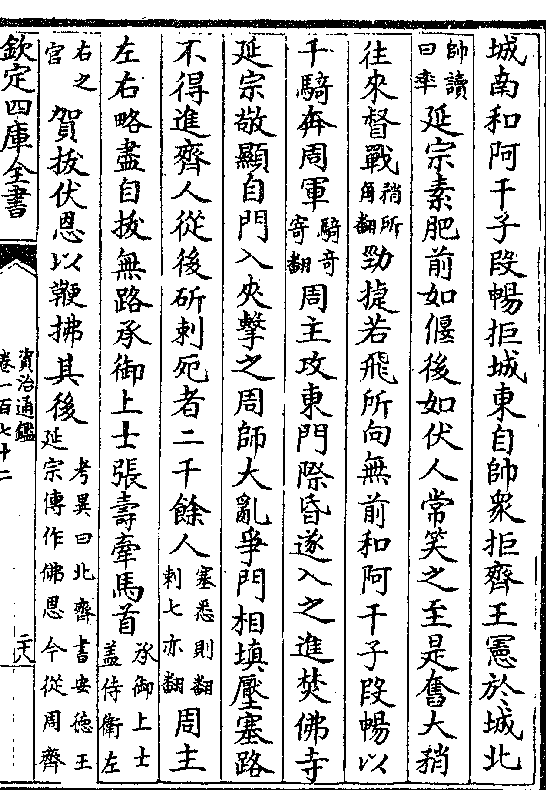 城南和阿干子段暢拒城東自帥衆拒齊王憲於城北
帥讀
曰率
延宗素肥前如偃後如伏人常笑之至是奮大矟
往來督戰
矟所
角翻
勁捷若飛所向無前和阿干子段暢以
千騎奔周軍
騎奇
寄翻
周主攻東門際昏遂入之進焚佛寺
延宗敬顯自門入夾擊之周師大亂爭門相填壓塞路
不得進齊人從後斫刺死者二千餘人
塞悉則翻
刺七亦翻
周主
左右略盡自拔無路承御上士張壽牽馬首
承御上士
盖侍衛左
右之
官
賀拔伏恩以鞭拂其後
考異曰北齊書安德王
延宗傳作佛恩今從周齊
欽定四庫全書
資治通鑑
卷一百七十二
二六